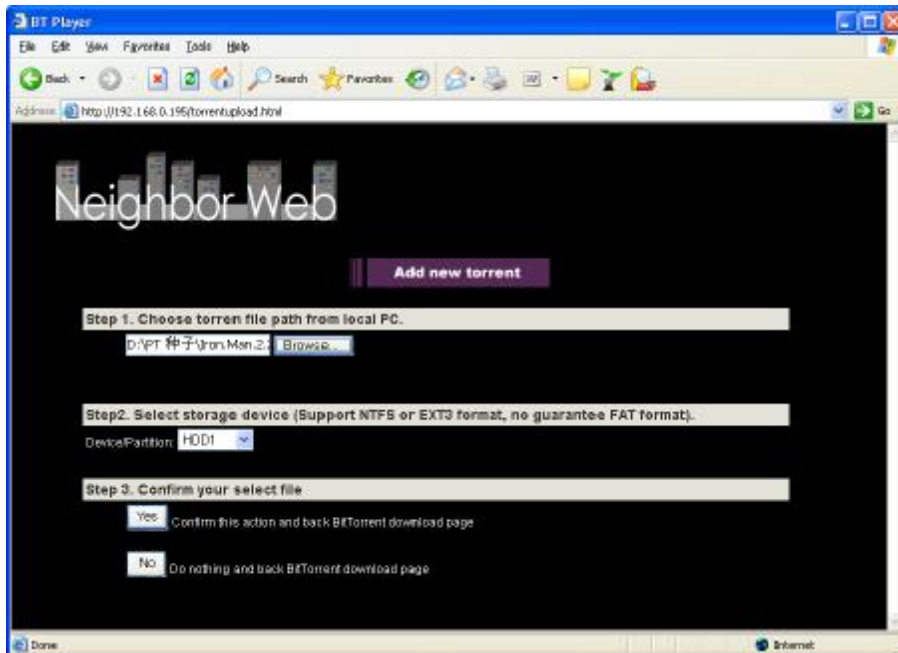 BT Player
File Edit View Favorites Tools Help
Back Search Favorites
Address http://192.168.0.195/torrentupload.html Go
Neighbor Web
Add new torrent
Step 1. Choose torren file path from local PC.
D:\PT 种子\Iron.Man.2. Browse...
Step2. Select storage device (Support NTFS or EXT3 format, no guarantee FAT format).
Device/Partition: HDD1
Step 3. Confirm your select file
Yes Confirm this action and back BitTorrent download page
No Do nothing and back BitTorrent download page
Done Internet